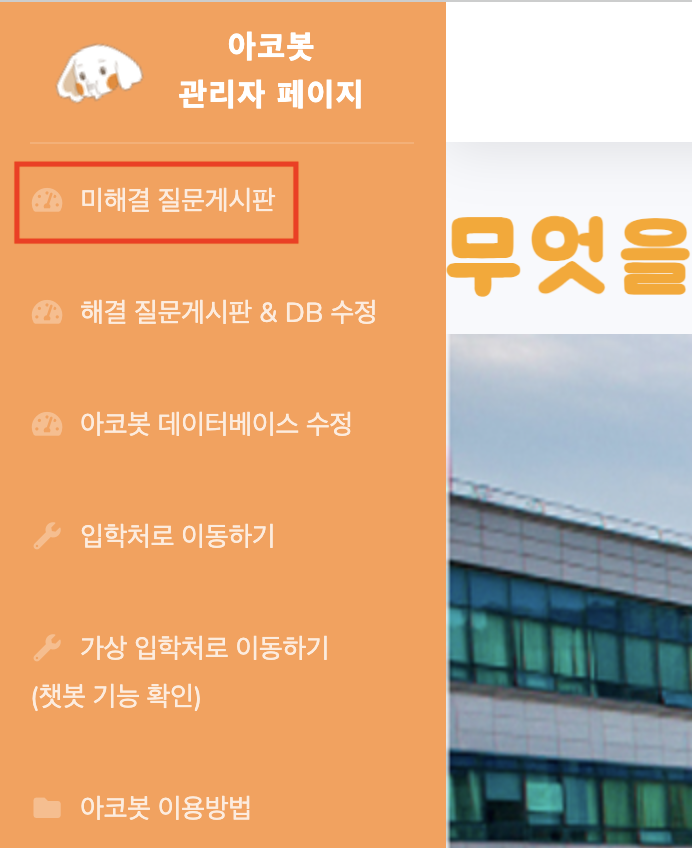 아코봇
관리자 페이지
미해결 질문게시판
무엇을
해결 질문게시판 & DB 수정
아코봇 데이터베이스 수정
입학처로 이동하기
가상 입학처로 이동하기
(챗봇 기능 확인)
아코봇 이용방법